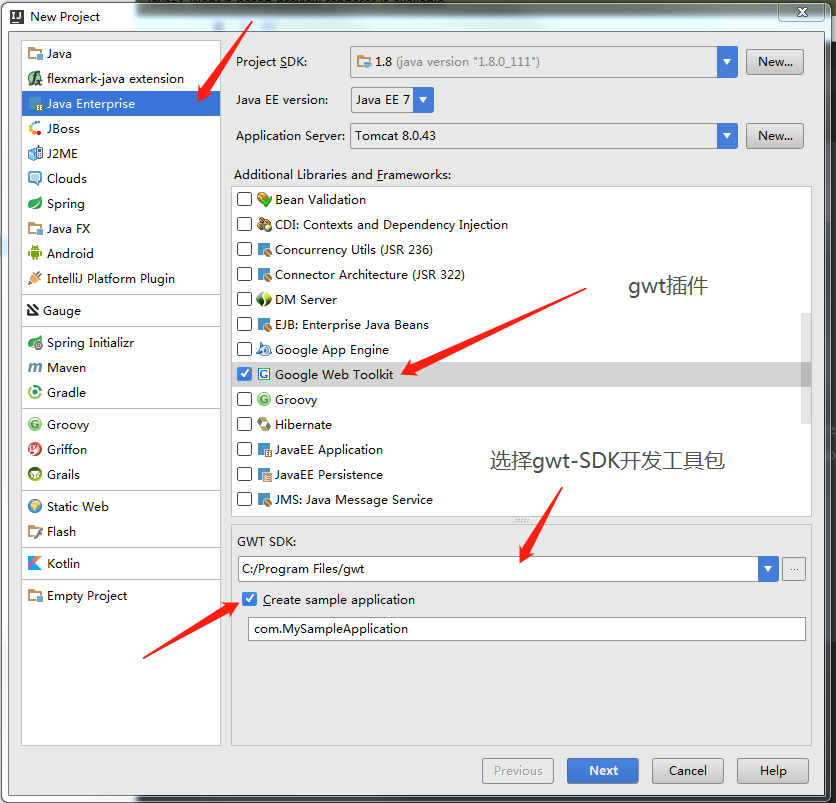 New Project
Java
flexmark-java extension
Java Enterprise
JBoss
J2ME
Clouds
Spring
Java FX
Android
IntelliJ Platform Plugin
Gauge
Spring Initializr
Maven
Gradle
Groovy
Griffon
Grails
Static Web
Flash
Kotlin
Empty Project
Project SDK:
1.8 (java version "1.8.0_111")
New...
Java EE version:
Java EE 7
Application Server:
Tomcat 8.0.43
New...
Additional Libraries and Frameworks:
Bean Validation
CDI: Contexts and Dependency Injection
Concurrency Utils (JSR 236)
Connector Architecture (JSR 322)
DM Server
EJB: Enterprise Java Beans
Google App Engine
Google Web Toolkit
Groovy
Hibernate
JavaEE Application
JavaEE Persistence
JMS: Java Message Service
gwt插件
选择gwt-SDK开发工具包
GWT SDK:
C:/Program Files/gwt
...
Create sample application
com.MySampleApplication
Previous
Next
Cancel
Help